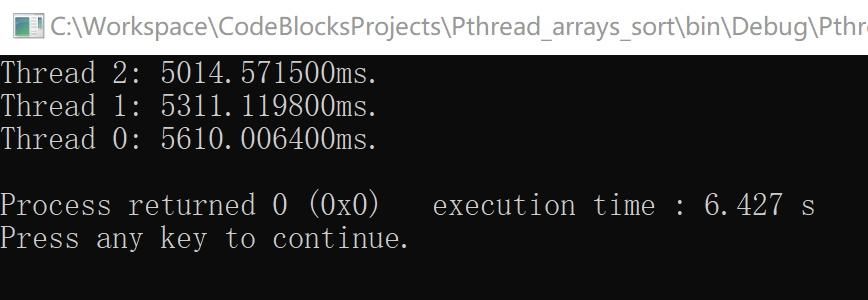 C:\Workspace\CodeBlocksProjects\Pthread_arrays_sort\bin\Debug\Pthr
Thread 2: 5014.571500ms.
Thread 1: 5311.119800ms.
Thread 0: 5610.006400ms.
Process returned 0 (0x0)   execution time : 6.427 s
Press any key to continue.